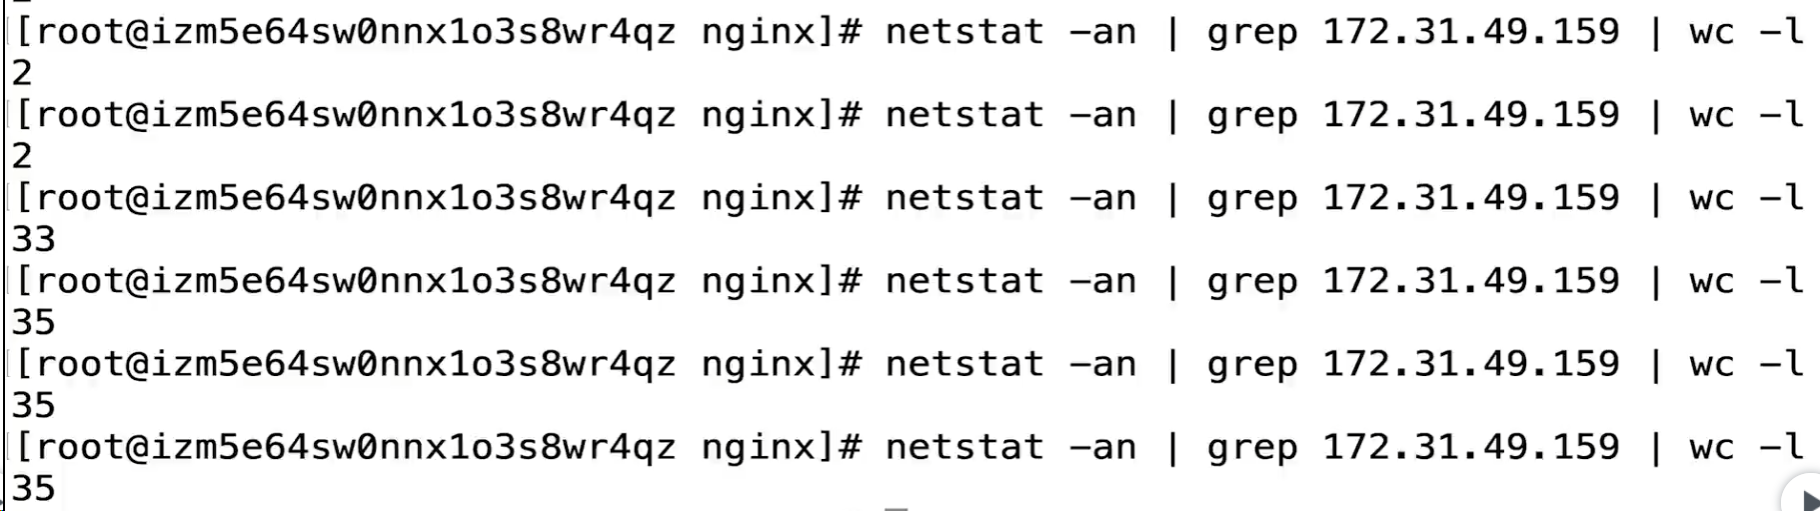 [root@izm5e64sw0nnx1o3s8wr4qz nginx]# netstat -an | grep 172.31.49.159 | wc -l
2
[root@izm5e64sw0nnx1o3s8wr4qz nginx]# netstat -an | grep 172.31.49.159 | wc -l
2
[root@izm5e64sw0nnx1o3s8wr4qz nginx]# netstat -an | grep 172.31.49.159 | wc -l
33
[root@izm5e64sw0nnx1o3s8wr4qz nginx]# netstat -an | grep 172.31.49.159 | wc -l
35
[root@izm5e64sw0nnx1o3s8wr4qz nginx]# netstat -an | grep 172.31.49.159 | wc -l
35
[root@izm5e64sw0nnx1o3s8wr4qz nginx]# netstat -an | grep 172.31.49.159 | wc -l
35